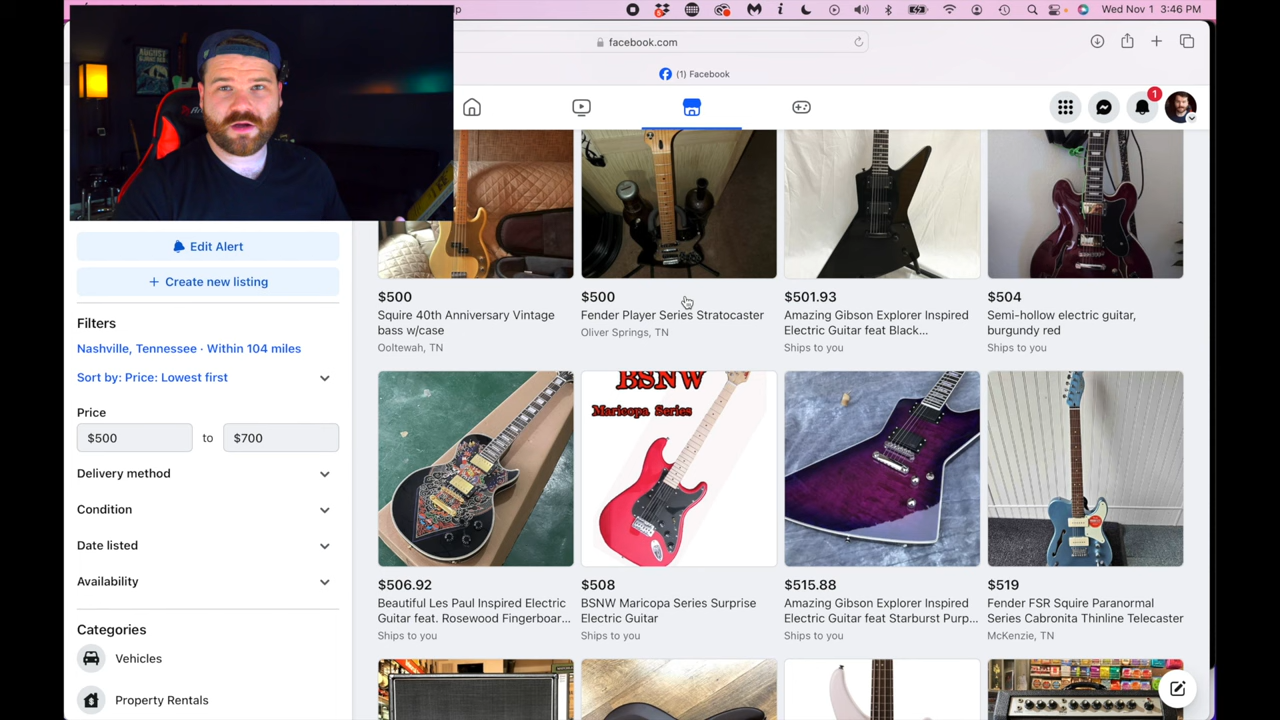 p
Wed Nov 1 3:46 PM
facebook.com
(1) Facebook
1
Edit Alert
+ Create new listing
Filters
Nashville, Tennessee · Within 104 miles
Sort by: Price: Lowest first
Price
$500 to $700
Delivery method
Condition
Date listed
Availability
Categories
Vehicles
Property Rentals
$500
Squire 40th Anniversary Vintage
bass w/case
Ooltewah, TN
$500
Fender Player Series Stratocaster
Oliver Springs, TN
$501.93
Amazing Gibson Explorer Inspired
Electric Guitar feat Black...
Ships to you
$504
Semi-hollow electric guitar,
burgundy red
Ships to you
BSNW
Maricopa Series
$506.92
Beautiful Les Paul Inspired Electric
Guitar feat. Rosewood Fingerboar...
Ships to you
$508
BSNW Maricopa Series Surprise
Electric Guitar
Ships to you
$515.88
Amazing Gibson Explorer Inspired
Electric Guitar feat Starburst Purp...
Ships to you
$519
Fender FSR Squire Paranormal
Series Cabronita Thinline Telecaster
McKenzie, TN